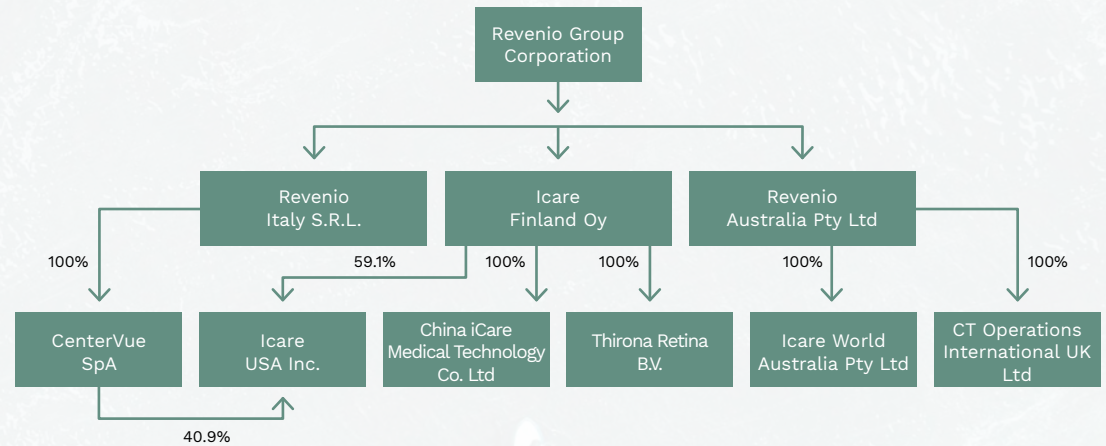 Revenio Group
Corporation
Revenio
Italy S.R.L.
Icare
Finland Oy
Revenio
Australia Pty Ltd
100%
59.1%
100%
100%
100%
100%
CenterVue
SpA
Icare
USA Inc.
China iCare
Medical Technology
Co. Ltd
Thirona Retina
B.V.
Icare World
Australia Pty Ltd
CT Operations
International UK
Ltd
40.9%